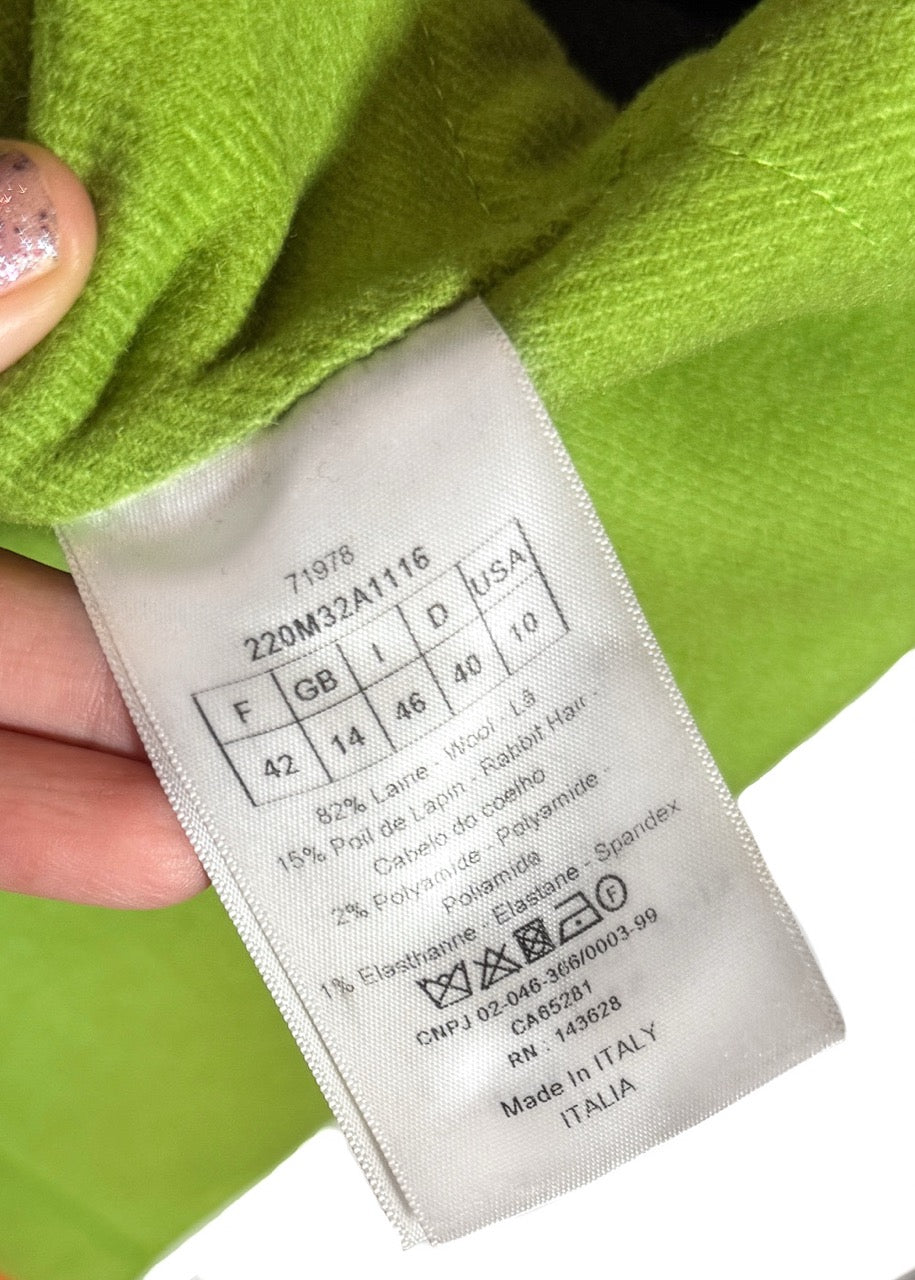 71978
220M32A1116
F GB I D USA
42 14 46 40 10
82% Laine - Wool - Lã
15% Poil de Lapin - Rabbit Hair -
Cabelo do coelho
2% Polyamide - Polyamide -
Poliamida
1% Elasthanne - Elastane - Spandex
F
CNPJ 02-046-366/0003-99
CA65281
RN : 143628
Made In ITALY
ITALIA